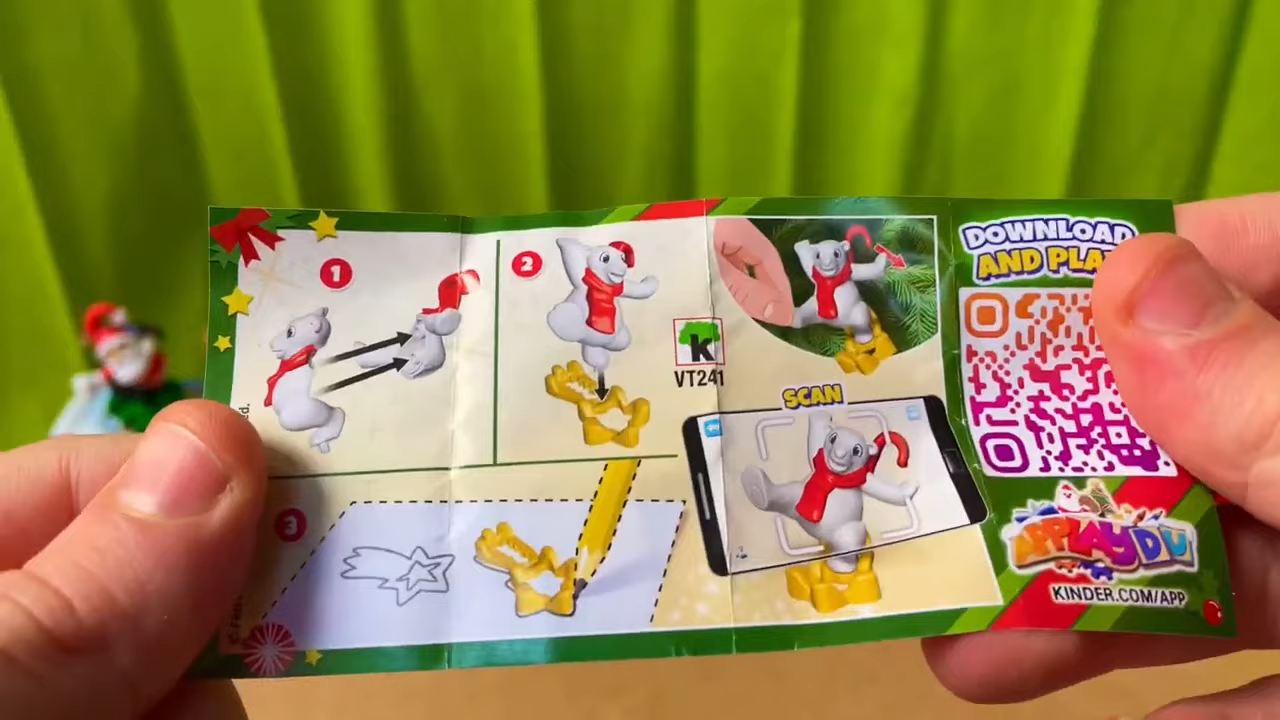 1
2
3
k
VT241
SCAN
DOWNLOAD
AND PLA
APPLAYDU
KINDER.COM/APP